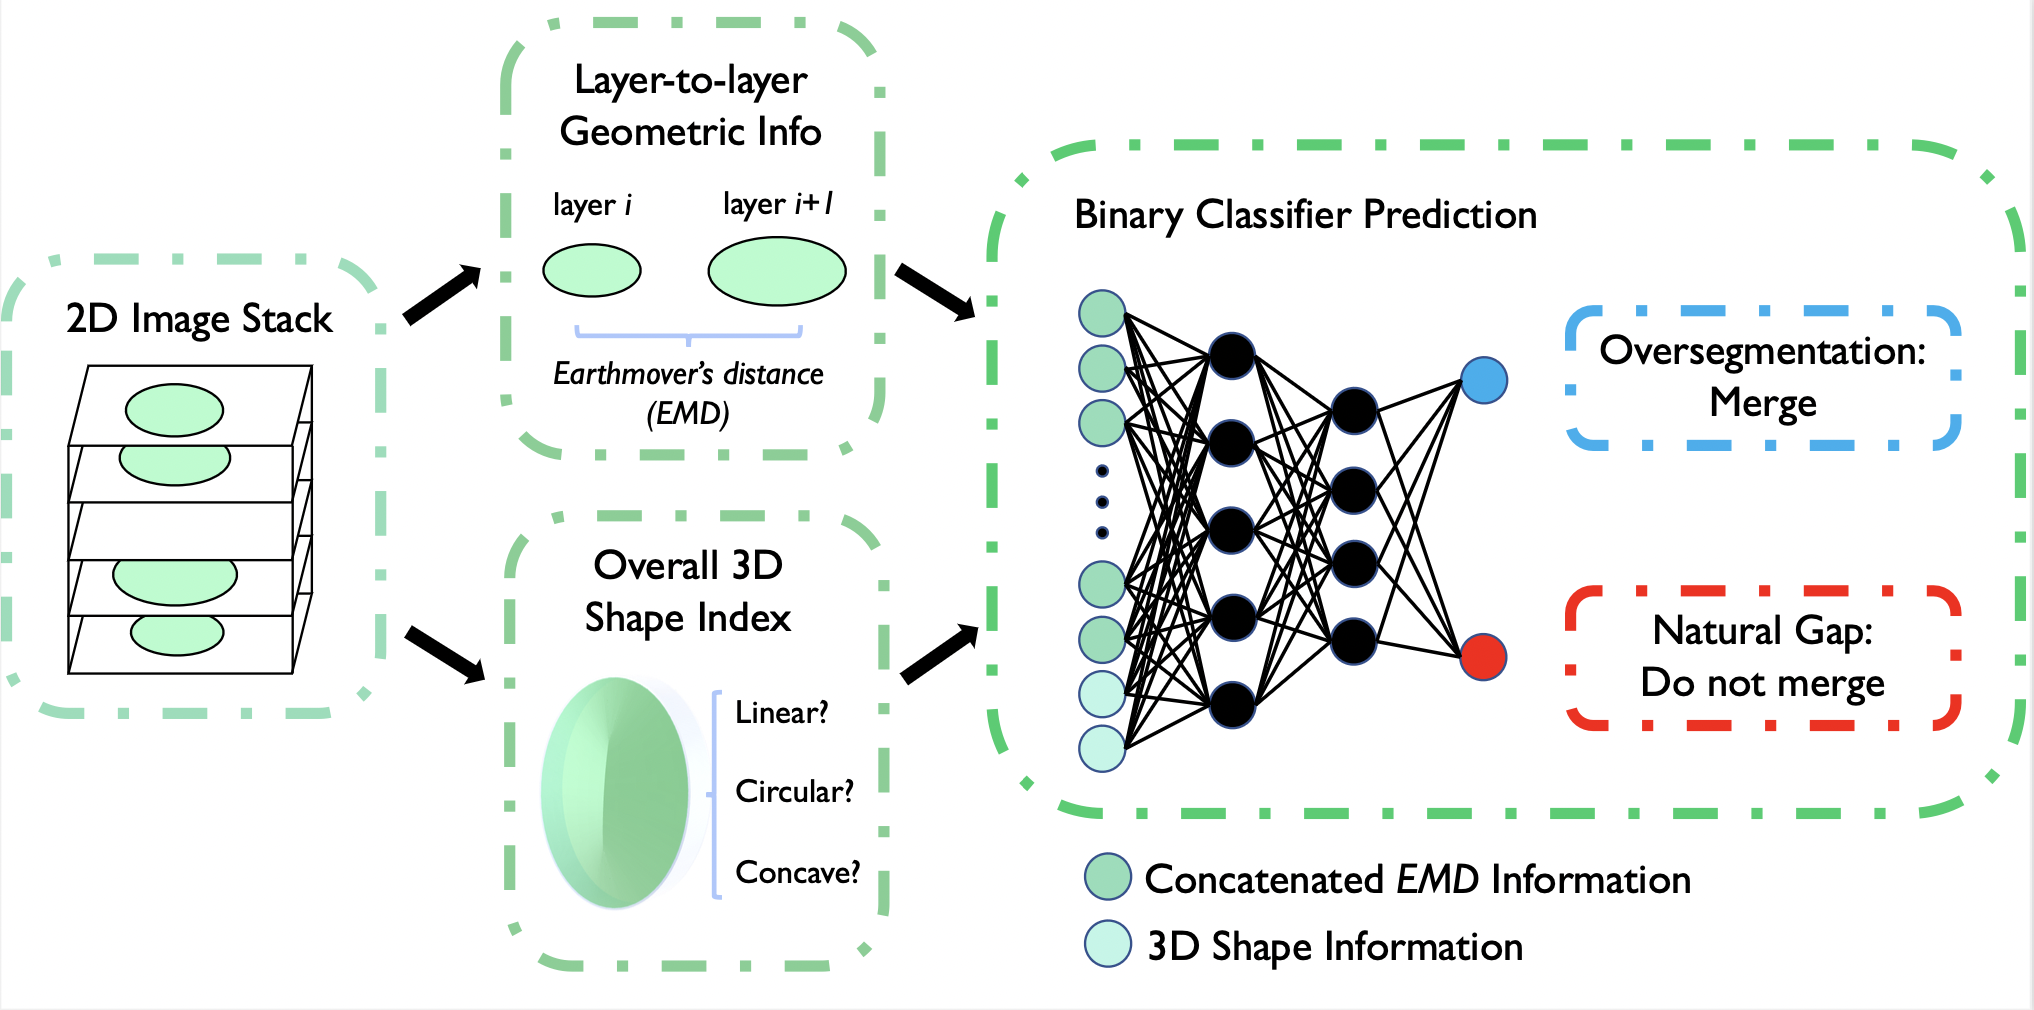 2D Image Stack
Layer-to-layer
Geometric Info
layer i
layer i+1
Earthmover's distance
(EMD)
Overall 3D
Shape Index
Linear?
Circular?
Concave?
Binary Classifier Prediction
Oversegmentation:
Merge
Natural Gap:
Do not merge
Concatenated EMD Information
3D Shape Information